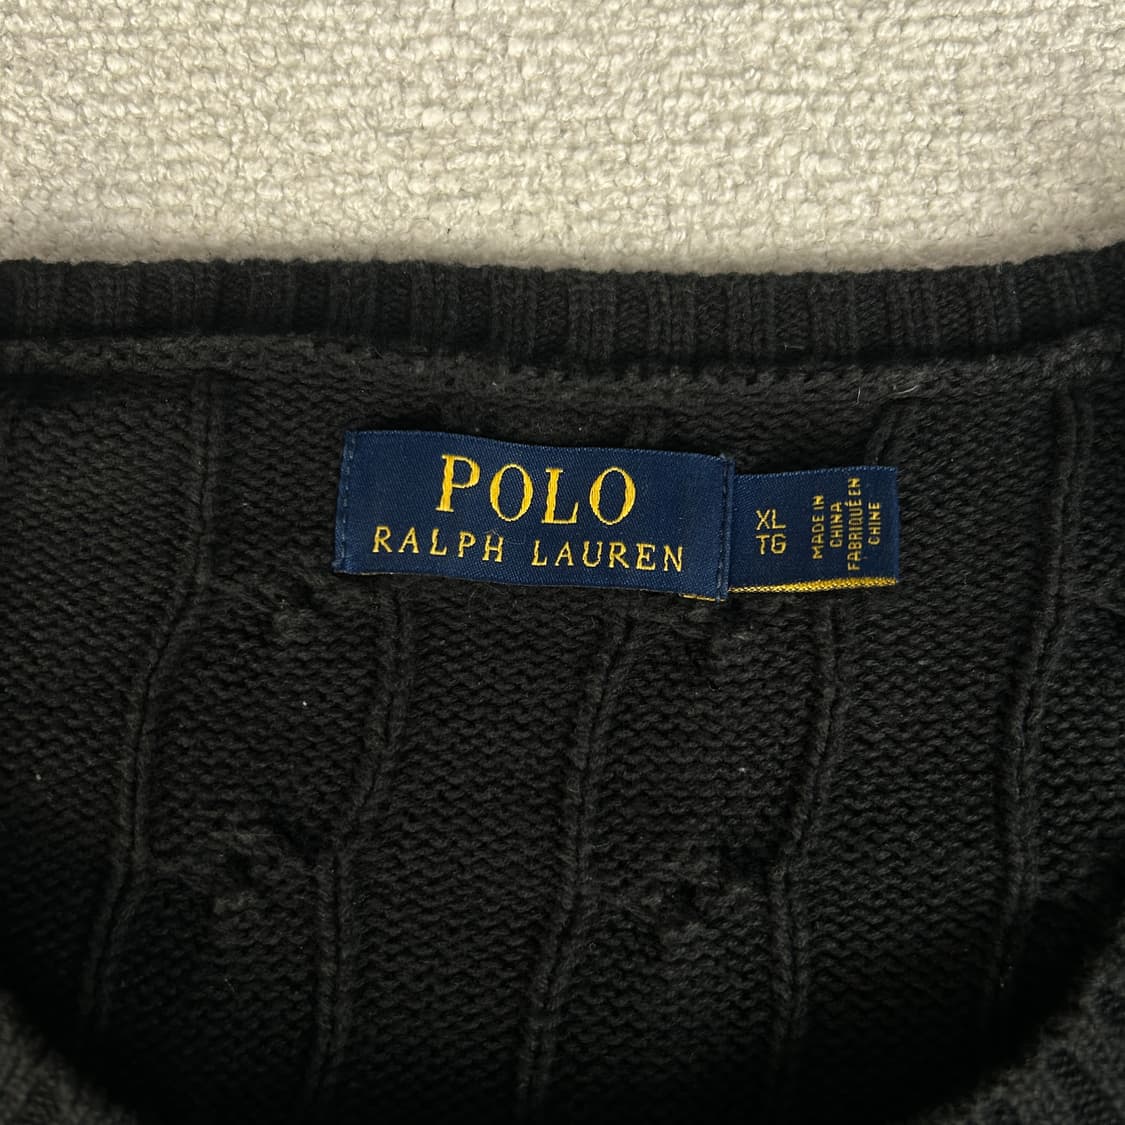 POLO
RALPH LAUREN
XL
TG
MADE IN
CHINA
FABRIQUÉ EN
CHINE